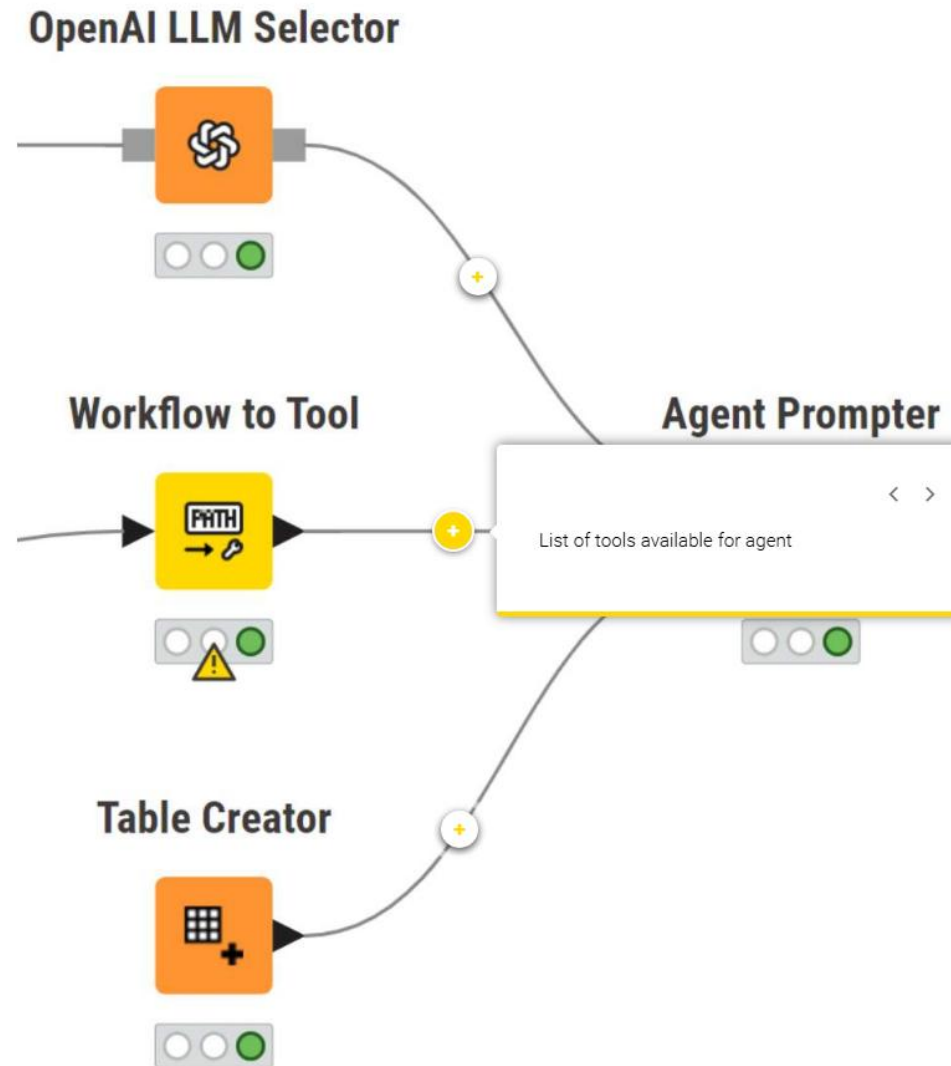 OpenAI LLM Selector
Workflow to Tool
Agent Prompter
PATH
List of tools available for agent
Table Creator